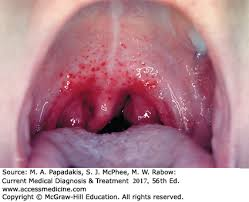 Source: M. A. Papadakis, S. J. McPhee, M. W. Rabow:
Current Medical Diagnosis & Treatment 2017, 56th Ed.
www.accessmedicine.com
Copyright © McGraw-Hill Education. All rights reserved.